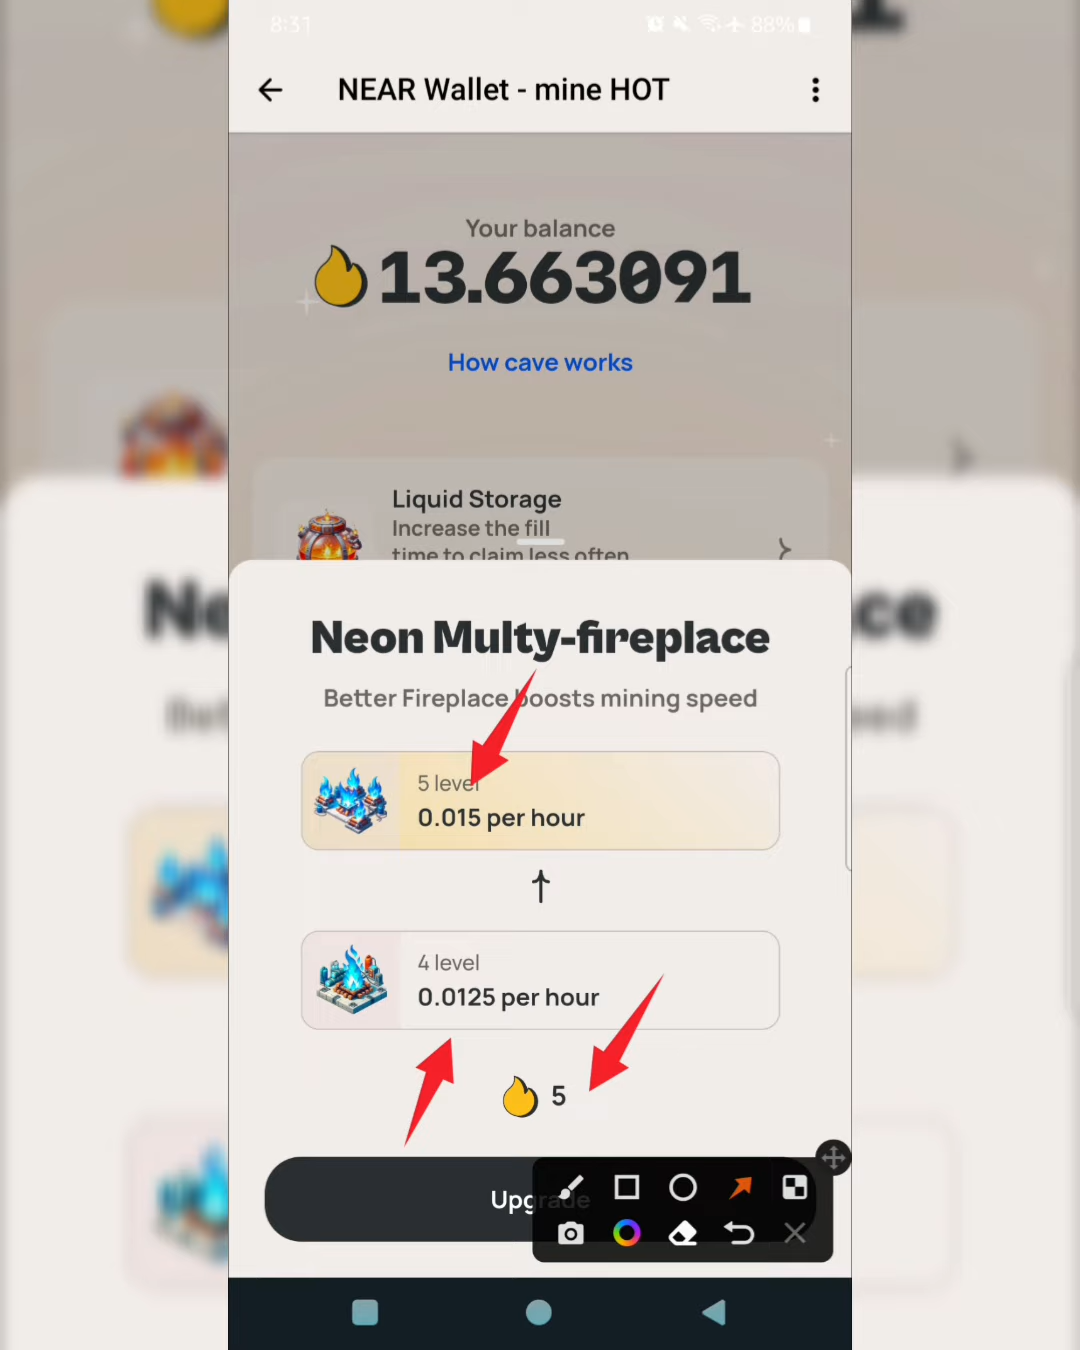 8:31
88%
NEAR Wallet - mine HOT
Your balance
13.663091
How cave works
Liquid Storage
Increase the fill
time to claim less often
Neon Multy-fireplace
Better Fireplace boosts mining speed
5 level
0.015 per hour
4 level
0.0125 per hour
5
Upgrade